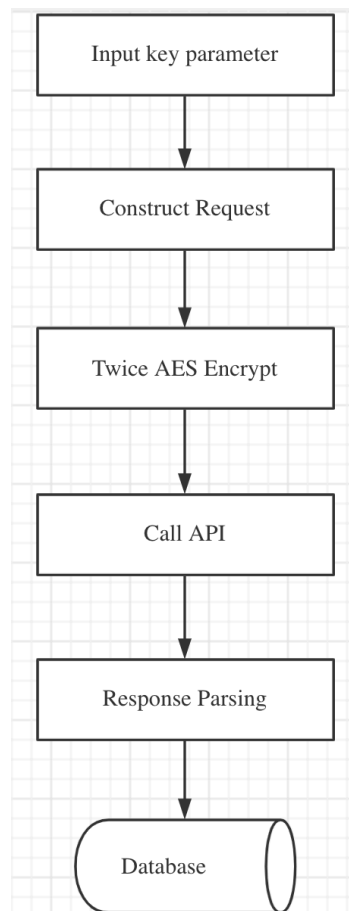 Input key parameter
Construct Request
Twice AES Encrypt
Call API
Response Parsing
Database